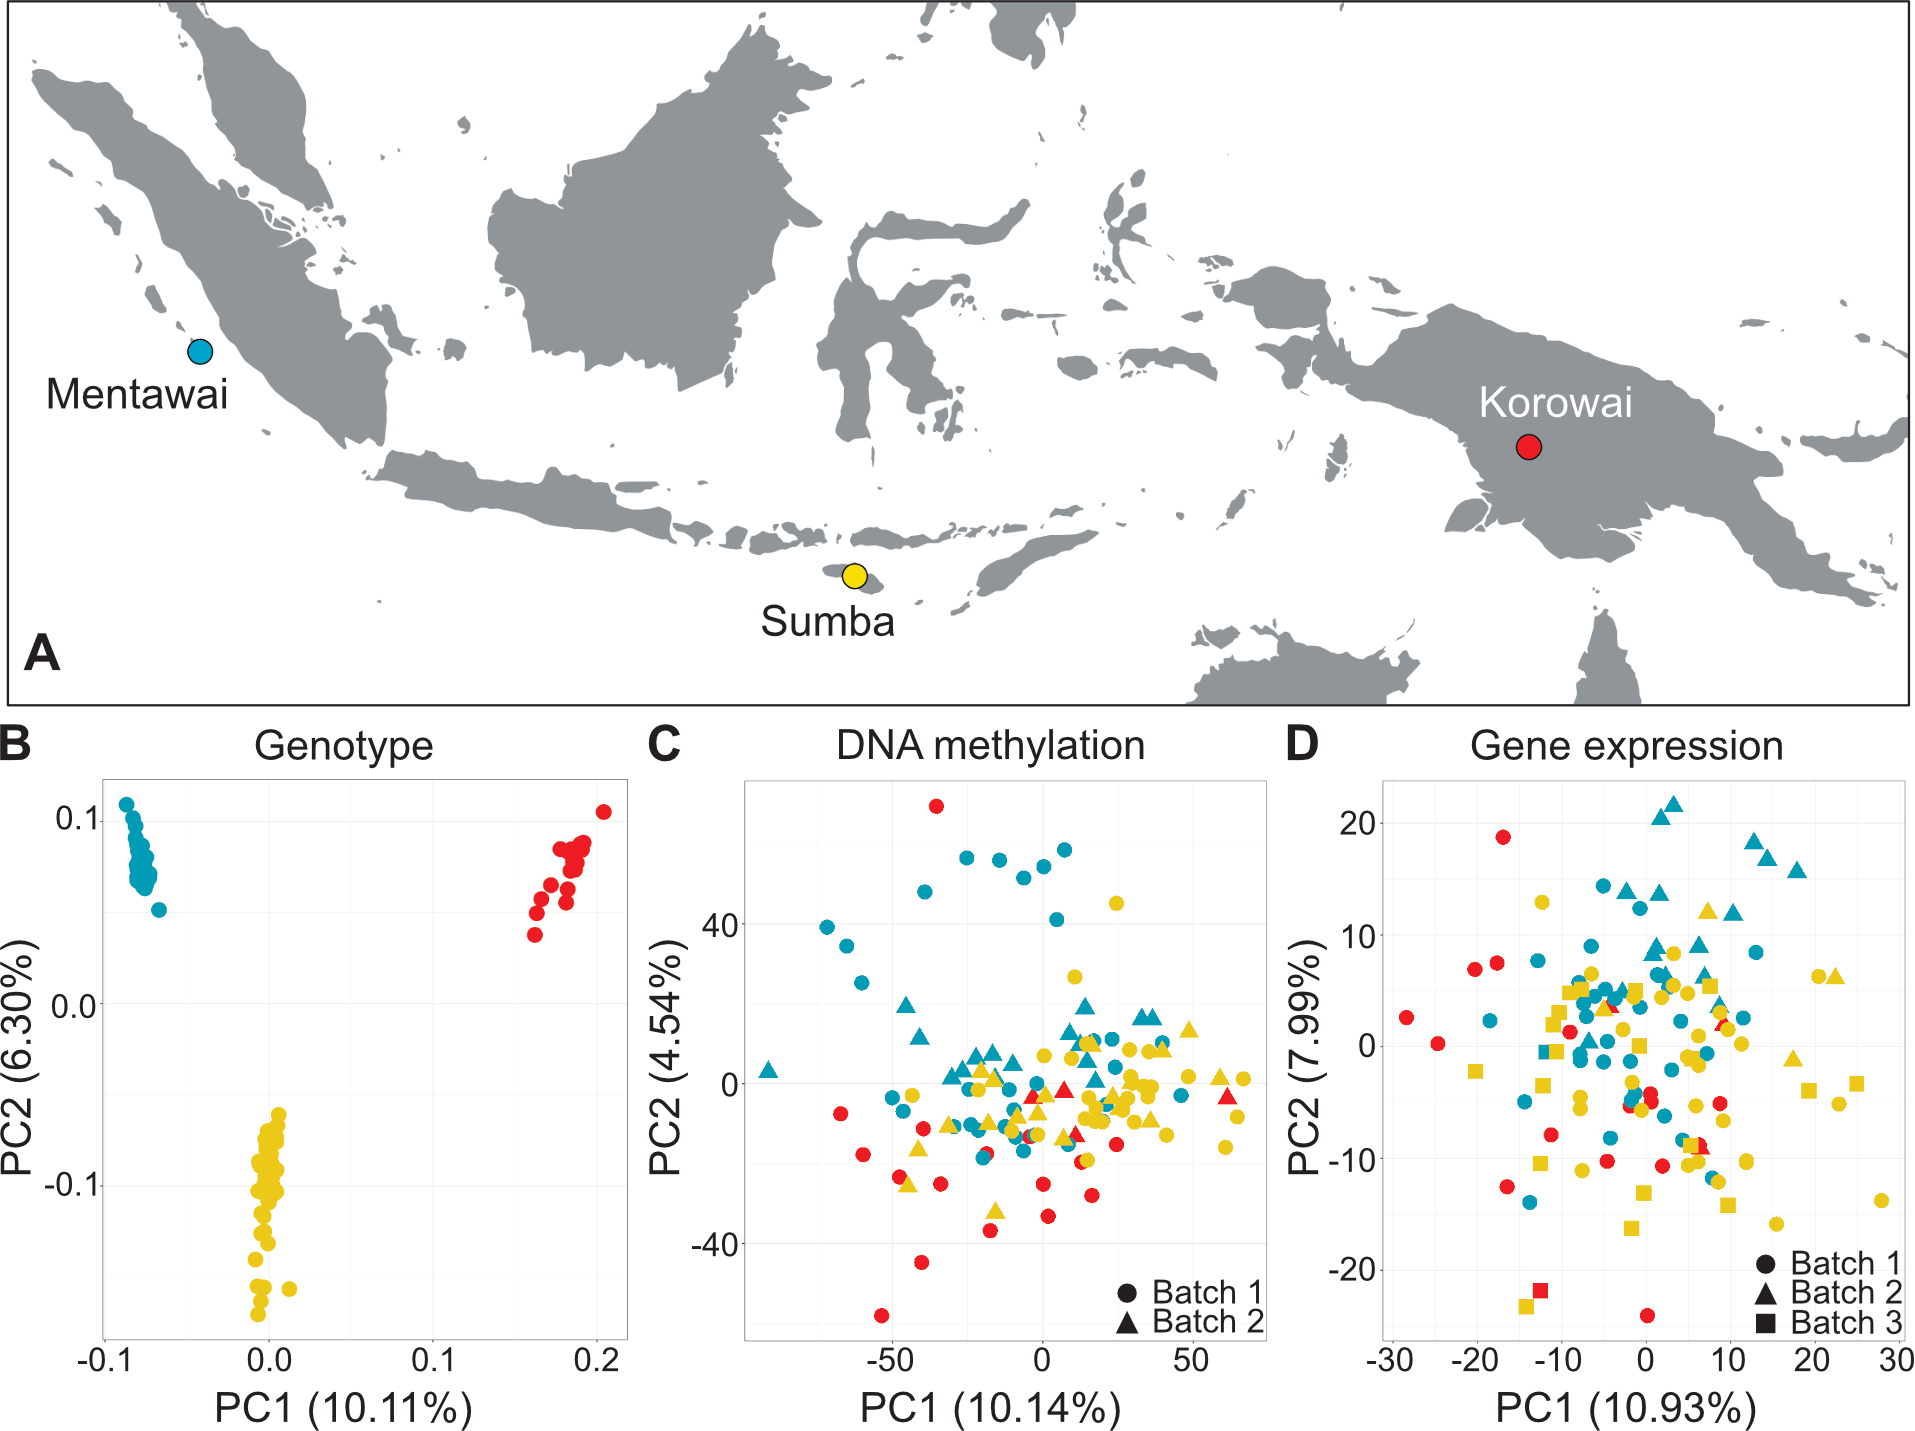 Mentawai
Korowai
Sumba
A
B Genotype
0.1
0.0
-0.1
-0.1 0.0 0.1 0.2
PC1 (10.11%)
PC2 (6.30%)
C DNA methylation
40
0
-40
-50 0 50
PC1 (10.14%)
PC2 (4.54%)
Batch 1
Batch 2
D Gene expression
20
10
0
-10
-20
-30 -20 -10 0 10 20 30
PC1 (10.93%)
PC2 (7.99%)
Batch 1
Batch 2
Batch 3